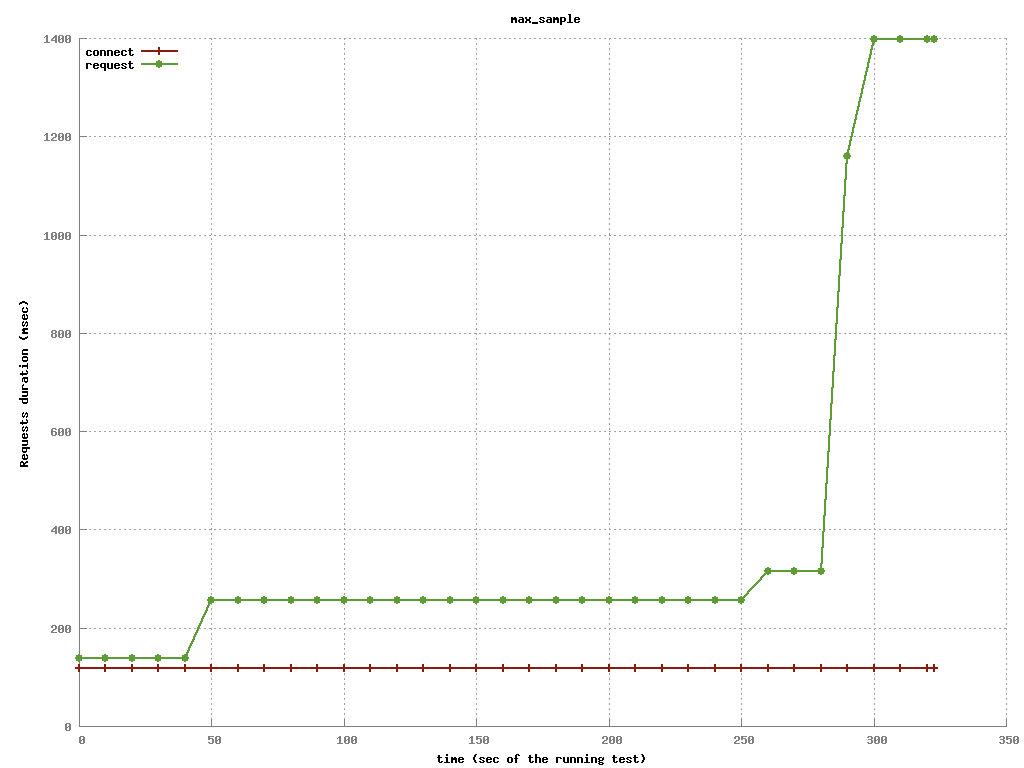 max_sample
1400
connect
request
1200
1000
800
600
400
200
0
Requests duration (msec)
0 50 100 150 200 250 300 350
time (sec of the running test)